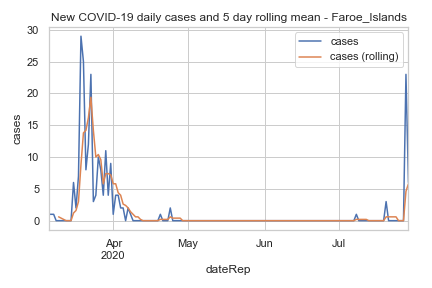 New COVID-19 daily cases and 5 day rolling mean - Faroe_Islands
cases
cases (rolling)
30
25
20
15
10
5
0
cases
Apr
2020
May
Jun
Jul
dateRep